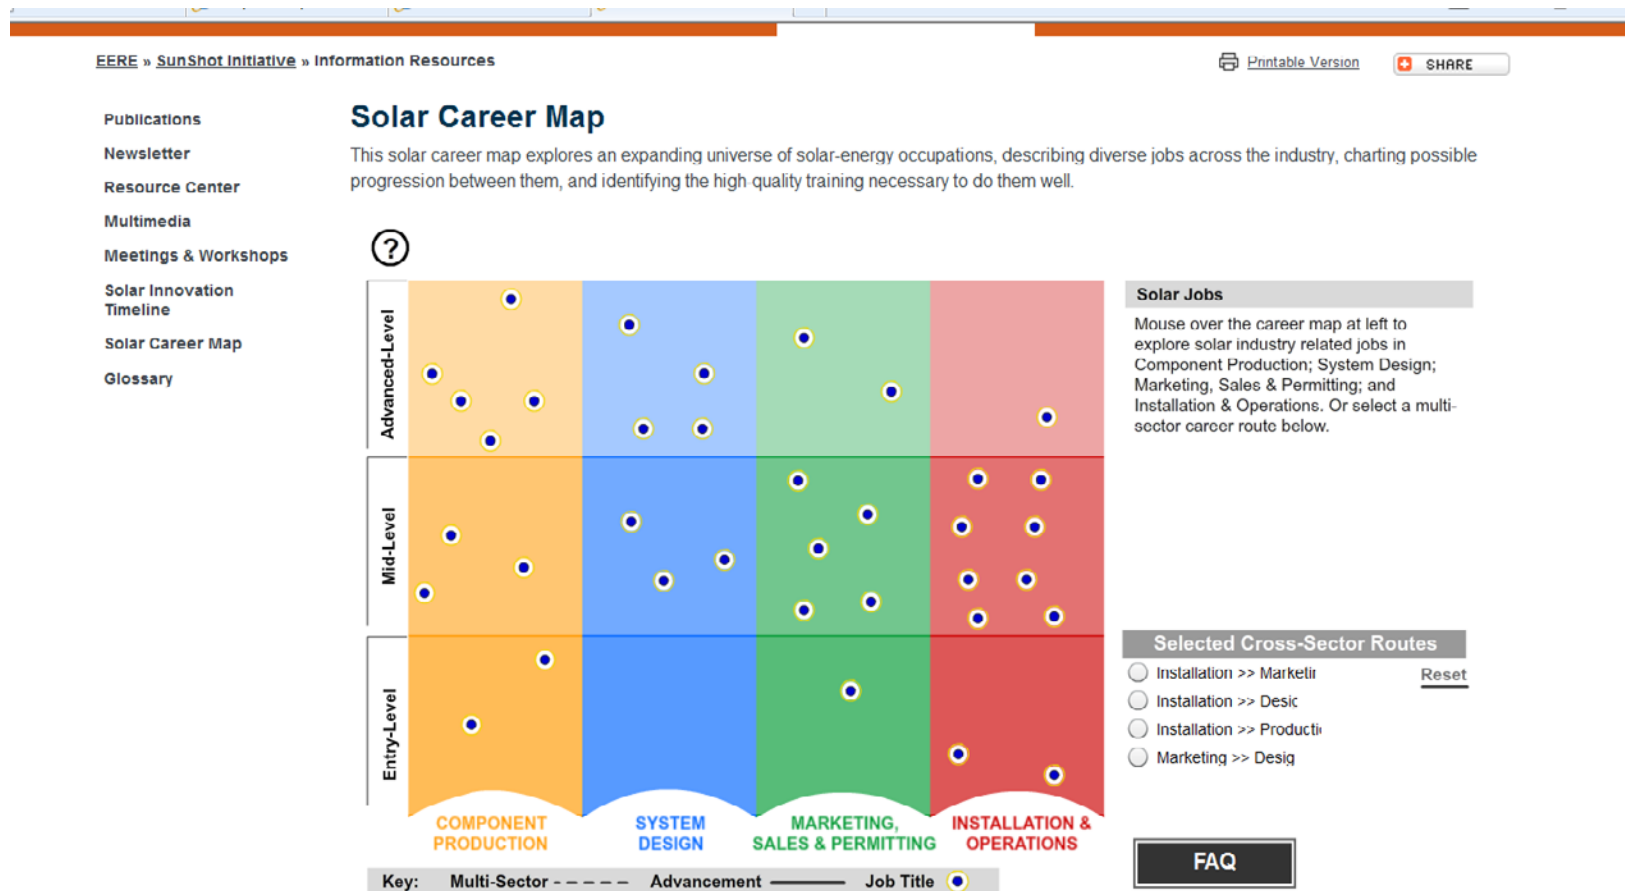 EERE » SunShot Initiative » Information Resources
Printable Version
SHARE
Publications
Newsletter
Resource Center
Multimedia
Meetings & Workshops
Solar Innovation
Timeline
Solar Career Map
Glossary
Solar Career Map
This solar career map explores an expanding universe of solar-energy occupations, describing diverse jobs across the industry, charting possible
progression between them, and identifying the high quality training necessary to do them well.
?
Advanced-Level
Mid-Level
Entry-Level
COMPONENT
PRODUCTION
SYSTEM
DESIGN
MARKETING,
SALES & PERMITTING
INSTALLATION &
OPERATIONS
Key: Multi-Sector Advancement Job Title
Solar Jobs
Mouse over the career map at left to
explore solar industry related jobs in
Component Production; System Design;
Marketing, Sales & Permitting; and
Installation & Operations. Or select a multi-
sector career route below.
Selected Cross-Sector Routes
Installation >> Marketin
Reset
Installation >> Desig
Installation >> Productio
Marketing >> Desig
FAQ